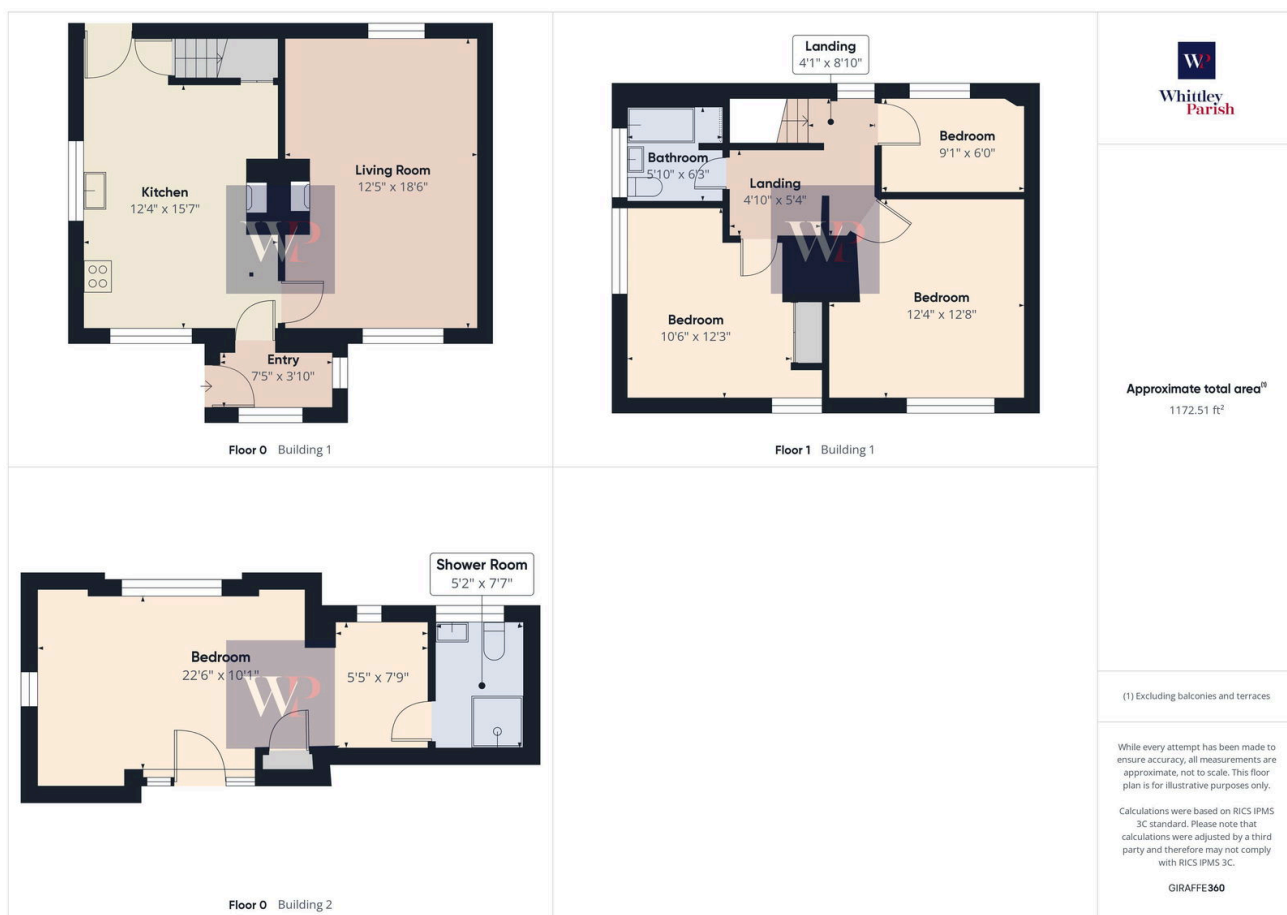 Kitchen
12'4" x 15'7"
Living Room
12'5" x 18'6"
WP
Entry
7'5" x 3'10"
Floor 0 Building 1
Landing
4'1" x 8'10"
Bathroom
5'10" x 6'3"
Landing
4'10" x 5'4"
Bedroom
9'1" x 6'0"
WP
Bedroom
10'6" x 12'3"
Bedroom
12'4" x 12'8"
Floor 1 Building 1
Shower Room
5'2" x 7'7"
Bedroom
22'6" x 10'1"
WP
5'5" x 7'9"
Floor 0 Building 2
WP
Whittley
Parish
Approximate total area(1)
1172.51 ft²
(1) Excluding balconies and terraces
While every attempt has been made to
ensure accuracy, all measurements are
approximate, not to scale. This floor
plan is for illustrative purposes only.
Calculations were based on RICS IPMS
3C standard. Please note that
calculations were adjusted by a third
party and therefore may not comply
with RICS IPMS 3C.
GIRAFFE360